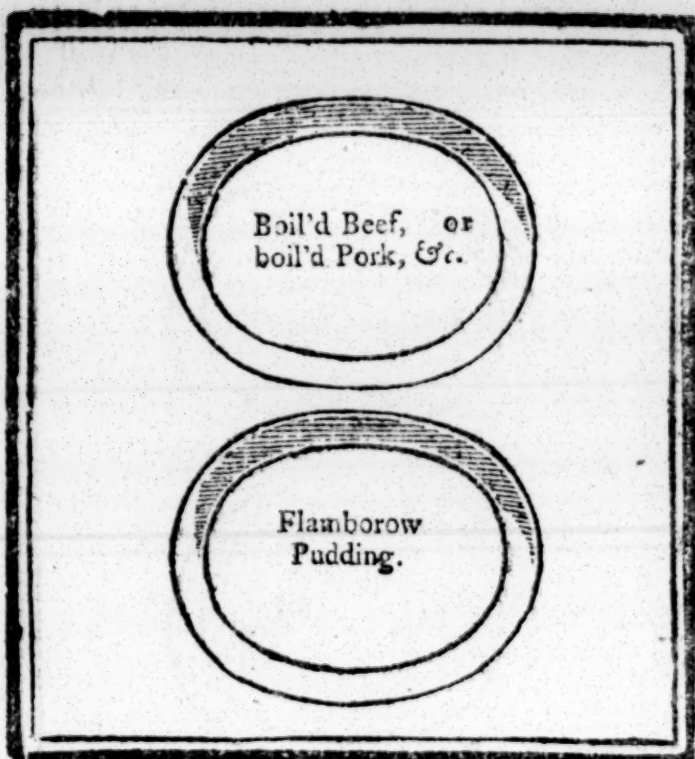 Boil'd Beef, or
boil'd Pork, &c.
Flamborow
Pudding.